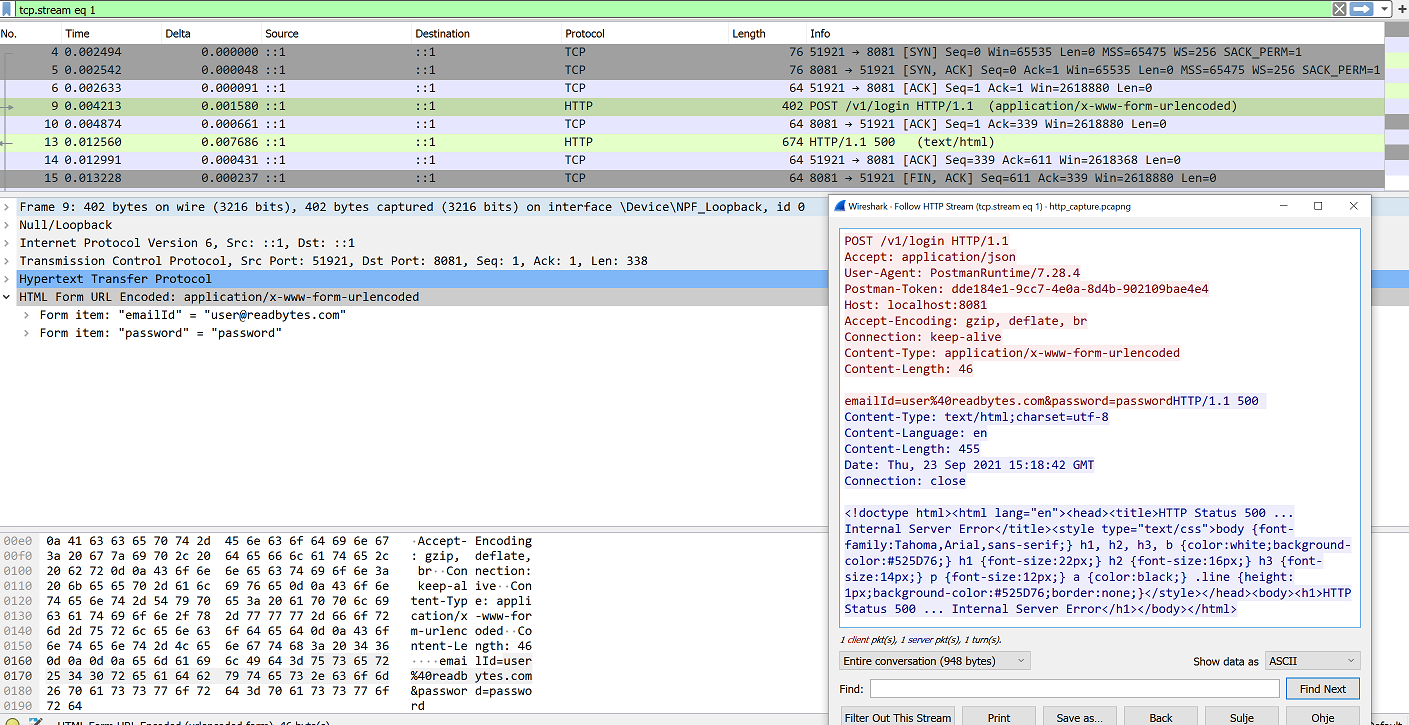 tcp.stream eq 1
No. Time Delta Source Destination Protocol Length Info
4 0.002494 0.000000 ::1 ::1 TCP 76 51921 → 8081 [SYN] Seq=0 Win=65535 Len=0 MSS=65475 WS=256 SACK_PERM=1
5 0.002542 0.000048 ::1 ::1 TCP 76 8081 → 51921 [SYN, ACK] Seq=0 Ack=1 Win=65535 Len=0 MSS=65475 WS=256 SACK_PERM=1
6 0.002633 0.000091 ::1 ::1 TCP 64 51921 → 8081 [ACK] Seq=1 Ack=1 Win=2618880 Len=0
9 0.004213 0.001580 ::1 ::1 HTTP 402 POST /v1/login HTTP/1.1 (application/x-www-form-urlencoded)
10 0.004874 0.000661 ::1 ::1 TCP 64 8081 → 51921 [ACK] Seq=1 Ack=339 Win=2618880 Len=0
13 0.012560 0.007686 ::1 ::1 HTTP 674 HTTP/1.1 500 (text/html)
14 0.012991 0.000431 ::1 ::1 TCP 64 51921 → 8081 [ACK] Seq=339 Ack=611 Win=2618368 Len=0
15 0.013228 0.000237 ::1 ::1 TCP 64 8081 → 51921 [FIN, ACK] Seq=611 Ack=339 Win=2618880 Len=0
Frame 9: 402 bytes on wire (3216 bits), 402 bytes captured (3216 bits) on interface \Device\NPF_Loopback, id 0
Null/Loopback
Internet Protocol Version 6, Src: ::1, Dst: ::1
Transmission Control Protocol, Src Port: 51921, Dst Port: 8081, Seq: 1, Ack: 1, Len: 338
Hypertext Transfer Protocol
HTML Form URL Encoded: application/x-www-form-urlencoded
Form item: "emailId" = "user@readbytes.com"
Form item: "password" = "password"
00e0 0a 41 63 63 65 70 74 2d 45 6e 63 6f 64 69 6e 67 ·Accept-Encoding
00f0 3a 20 67 7a 69 70 2c 20 64 65 66 6c 61 74 65 2c : gzip, deflate,
0100 20 62 72 0d 0a 43 6f 6e 6e 65 63 74 69 6f 6e 3a br··Connection:
0110 20 6b 65 65 70 2d 61 6c 69 76 65 0d 0a 43 6f 6e keep-alive··Con
0120 74 65 6e 74 2d 54 79 70 65 3a 20 61 70 70 6c 69 tent-Type: appli
0130 63 61 74 69 6f 6e 2f 78 2d 77 77 77 2d 66 6f 72 cation/x-www-for
0140 6d 2d 75 72 6c 65 6e 63 6f 64 65 64 0d 0a 43 6f m-urlencoded··Co
0150 6e 74 65 6e 74 2d 4c 65 6e 67 74 68 3a 20 34 36 ntent-Length: 46
0160 0d 0a 0d 0a 65 6d 61 69 6c 49 64 3d 75 73 65 72 ····emailId=user
0170 25 34 30 72 65 61 64 62 79 74 65 73 2e 63 6f 6d %40readbytes.com
0180 26 70 61 73 73 77 6f 72 64 3d 70 61 73 73 77 6f &password=passwo
0190 72 64 rd
HTML Form URL Encoded (urlencoded-form), 46 byte(s)
Wireshark · Follow HTTP Stream (tcp.stream eq 1) · http_capture.pcapng
POST /v1/login HTTP/1.1
Accept: application/json
User-Agent: PostmanRuntime/7.28.4
Postman-Token: dde184e1-9cc7-4e0a-8d4b-902109bae4e4
Host: localhost:8081
Accept-Encoding: gzip, deflate, br
Connection: keep-alive
Content-Type: application/x-www-form-urlencoded
Content-Length: 46
emailId=user%40readbytes.com&password=passwordHTTP/1.1 500
Content-Type: text/html;charset=utf-8
Content-Language: en
Content-Length: 455
Date: Thu, 23 Sep 2021 15:18:42 GMT
Connection: close
<!doctype html><html lang="en"><head><title>HTTP Status 500 ...
Internal Server Error</title><style type="text/css">body {font-
family:Tahoma,Arial,sans-serif;} h1, h2, h3, b {color:white;background-
color:#525D76;} h1 {font-size:22px;} h2 {font-size:16px;} h3 {font-
size:14px;} p {font-size:12px;} a {color:black;} .line {height:
1px;background-color:#525D76;border:none;}</style></head><body><h1>HTTP
Status 500 ... Internal Server Error</h1></body></html>
1 client pkt(s), 1 server pkt(s), 1 turn(s).
Entire conversation (948 bytes) Show data as ASCII
Find: Find Next
Filter Out This Stream Print Save as... Back Sulje Ohje